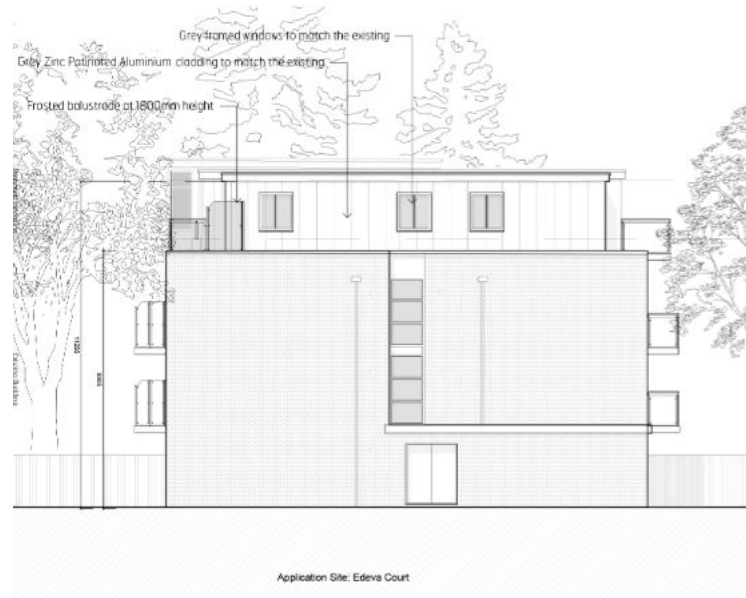 Grey framed windows to match the existing
Grey Zinc Patinated Aluminium cladding to match the existing
Frosted balustrade at 1800mm height
Application Site: Edeva Court